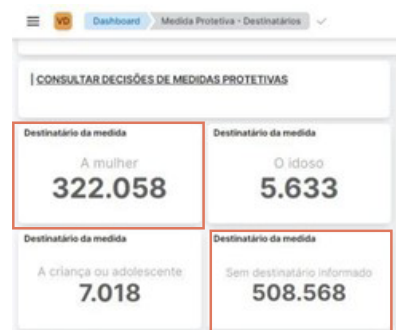 VD Dashboard Medida Protetiva - Destinatários
CONSULTAR DECISÕES DE MEDIDAS PROTETIVAS
Destinatário da medida
A mulher
322.058
Destinatário da medida
O idoso
5.633
Destinatário da medida
A criança ou adolescente
7.018
Destinatário da medida
Sem destinatário informado
508.568